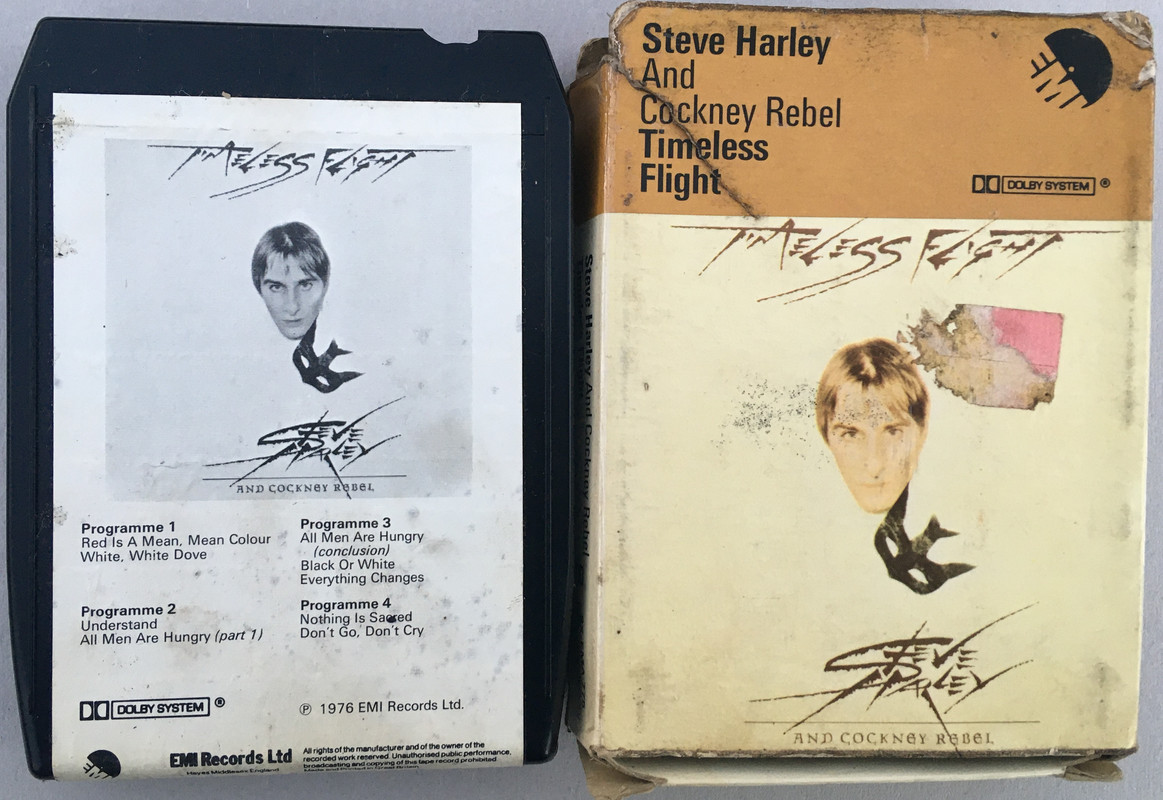 TIMELESS FLIGHT
STEVE
HARLEY
AND COCKNEY REBEL
Programme 1
Red Is A Mean, Mean Colour
White, White Dove
Programme 2
Understand
All Men Are Hungry (part 1)
Programme 3
All Men Are Hungry
(conclusion)
Black Or White
Everything Changes
Programme 4
Nothing Is Sacred
Don't Go, Don't Cry
DOLBY SYSTEM ®
℗ 1976 EMI Records Ltd.
EMI
EMI Records Ltd
Hayes Middlesex England
All rights of the manufacturer and of the owner of the
recorded work reserved. Unauthorised public performance,
broadcasting and copying of this tape record prohibited
Steve Harley And Cockney Rebel
Steve Harley
And
Cockney Rebel
Timeless
Flight
EMI
DOLBY SYSTEM ®
TIMELESS FLIGHT
STEVE
HARLEY
AND COCKNEY REBEL